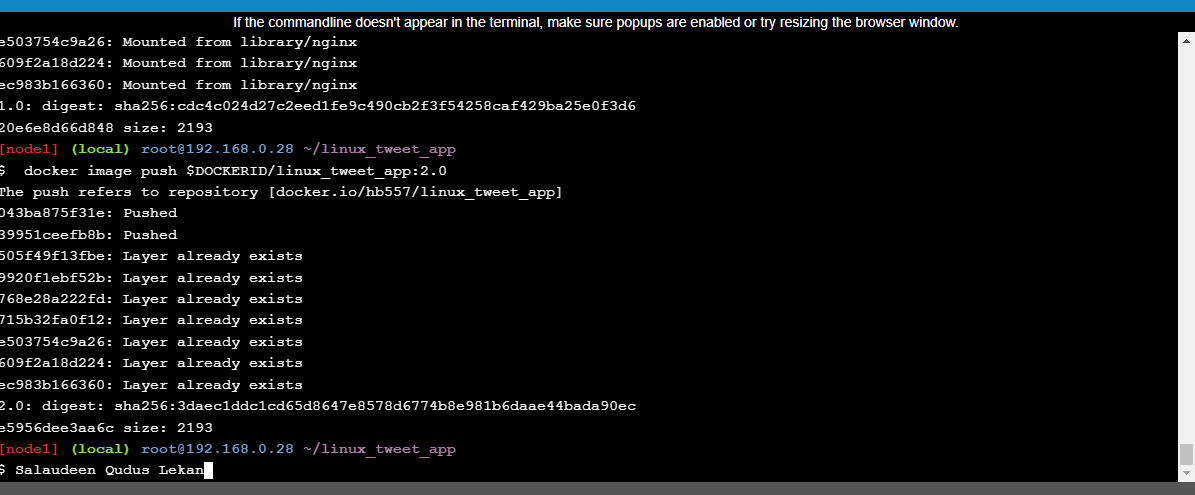 If the commandline doesn't appear in the terminal, make sure popups are enabled or try resizing the browser window.
e503754c9a26: Mounted from library/nginx
609f2a18d224: Mounted from library/nginx
ec983b166360: Mounted from library/nginx
1.0: digest: sha256:cdc4c024d27c2eed1fe9c490cb2f3f54258caf429ba25e0f3d6
20e6e8d66d848 size: 2193
[node1] (local) root@192.168.0.28 ~/linux_tweet_app
$  docker image push $DOCKERID/linux_tweet_app:2.0
The push refers to repository [docker.io/hb557/linux_tweet_app]
043ba875f31e: Pushed
39951ceefb8b: Pushed
505f49f13fbe: Layer already exists
9920f1ebf52b: Layer already exists
768e28a222fd: Layer already exists
715b32fa0f12: Layer already exists
e503754c9a26: Layer already exists
609f2a18d224: Layer already exists
ec983b166360: Layer already exists
2.0: digest: sha256:3daec1ddc1cd65d8647e8578d6774b8e981b6daae44bada90ec
e5956dee3aa6c size: 2193
[node1] (local) root@192.168.0.28 ~/linux_tweet_app
$ Salaudeen Qudus Lekan